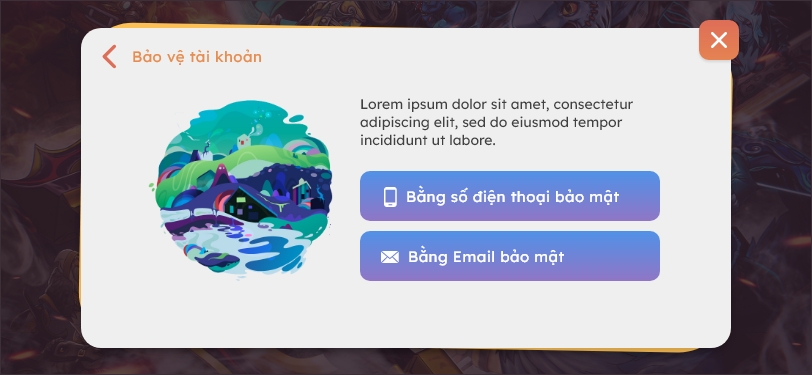 Bảo vệ tài khoản
Lorem ipsum dolor sit amet, consectetur
adipiscing elit, sed do eiusmod tempor
incididunt ut labore.
Bằng số điện thoại bảo mật
Bằng Email bảo mật